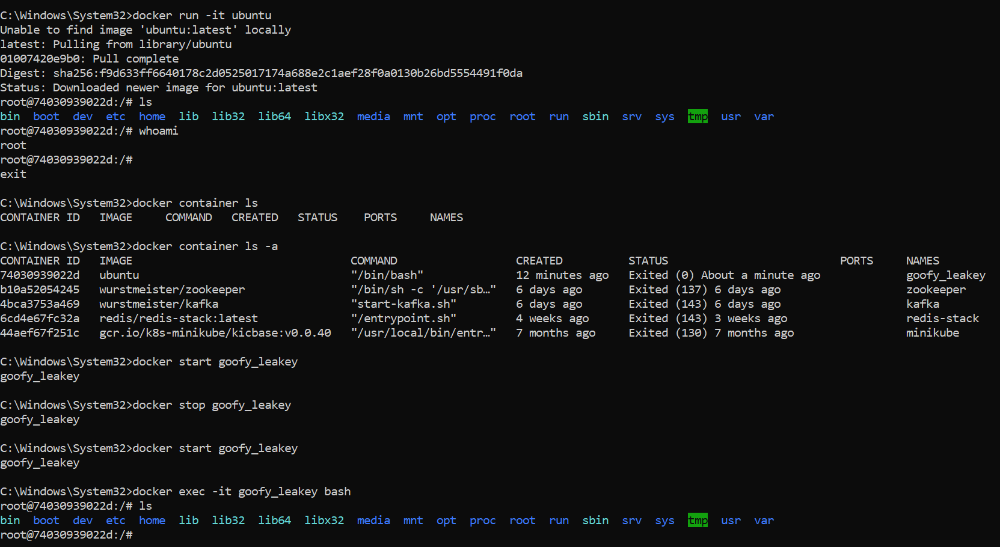 C:\Windows\System32>docker run -it ubuntu
Unable to find image 'ubuntu:latest' locally
latest: Pulling from library/ubuntu
01007420e9b0: Pull complete
Digest: sha256:f9d633ff6640178c2d0525017174a688e2c1aef28f0a0130b26bd5554491f0da
Status: Downloaded newer image for ubuntu:latest
root@74030939022d:/# ls
bin  boot  dev  etc  home  lib  lib32  lib64  libx32  media  mnt  opt  proc  root  run  sbin  srv  sys  tmp  usr  var
root@74030939022d:/# whoami
root
root@74030939022d:/#
exit
C:\Windows\System32>docker container ls
CONTAINER ID   IMAGE     COMMAND   CREATED   STATUS    PORTS     NAMES
C:\Windows\System32>docker container ls -a
CONTAINER ID   IMAGE                                 COMMAND                  CREATED          STATUS                          PORTS     NAMES
74030939022d   ubuntu                                "/bin/bash"              12 minutes ago   Exited (0) About a minute ago             goofy_leakey
b10a52054245   wurstmeister/zookeeper                "/bin/sh -c '/usr/sb…"   6 days ago       Exited (137) 6 days ago                   zookeeper
4bca3753a469   wurstmeister/kafka                    "start-kafka.sh"         6 days ago       Exited (143) 6 days ago                   kafka
6cd4e67fc32a   redis/redis-stack:latest              "/entrypoint.sh"         4 weeks ago      Exited (143) 3 weeks ago                  redis-stack
44aef67f251c   gcr.io/k8s-minikube/kicbase:v0.0.40   "/usr/local/bin/entr…"   7 months ago     Exited (130) 7 months ago                 minikube
C:\Windows\System32>docker start goofy_leakey
goofy_leakey
C:\Windows\System32>docker stop goofy_leakey
goofy_leakey
C:\Windows\System32>docker start goofy_leakey
goofy_leakey
C:\Windows\System32>docker exec -it goofy_leakey bash
root@74030939022d:/# ls
bin  boot  dev  etc  home  lib  lib32  lib64  libx32  media  mnt  opt  proc  root  run  sbin  srv  sys  tmp  usr  var
root@74030939022d:/#